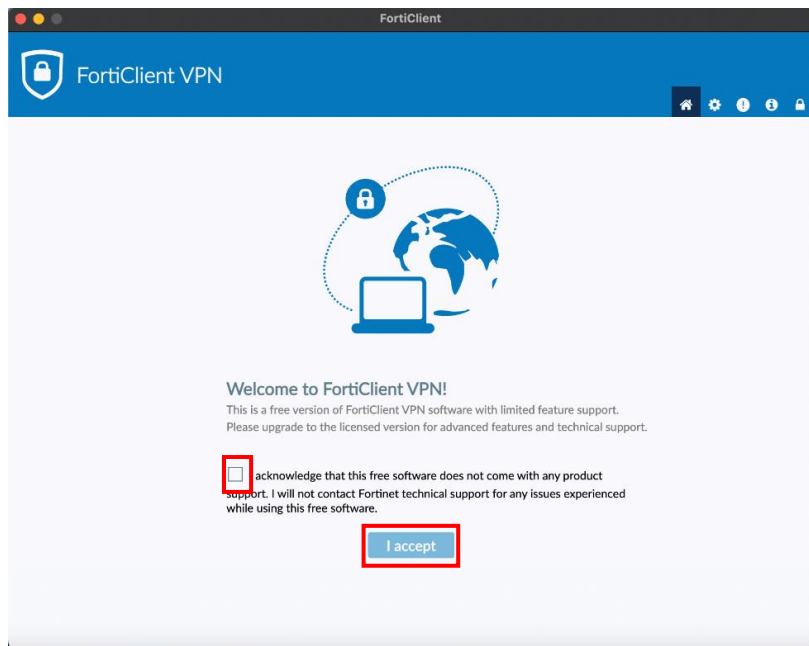 FortiClient
FortiClient VPN
Welcome to FortiClient VPN!
This is a free version of FortiClient VPN software with limited feature support.
Please upgrade to the licensed version for advanced features and technical support.
acknowledge that this free software does not come with any product
support. I will not contact Fortinet technical support for any issues experienced
while using this free software.
I accept